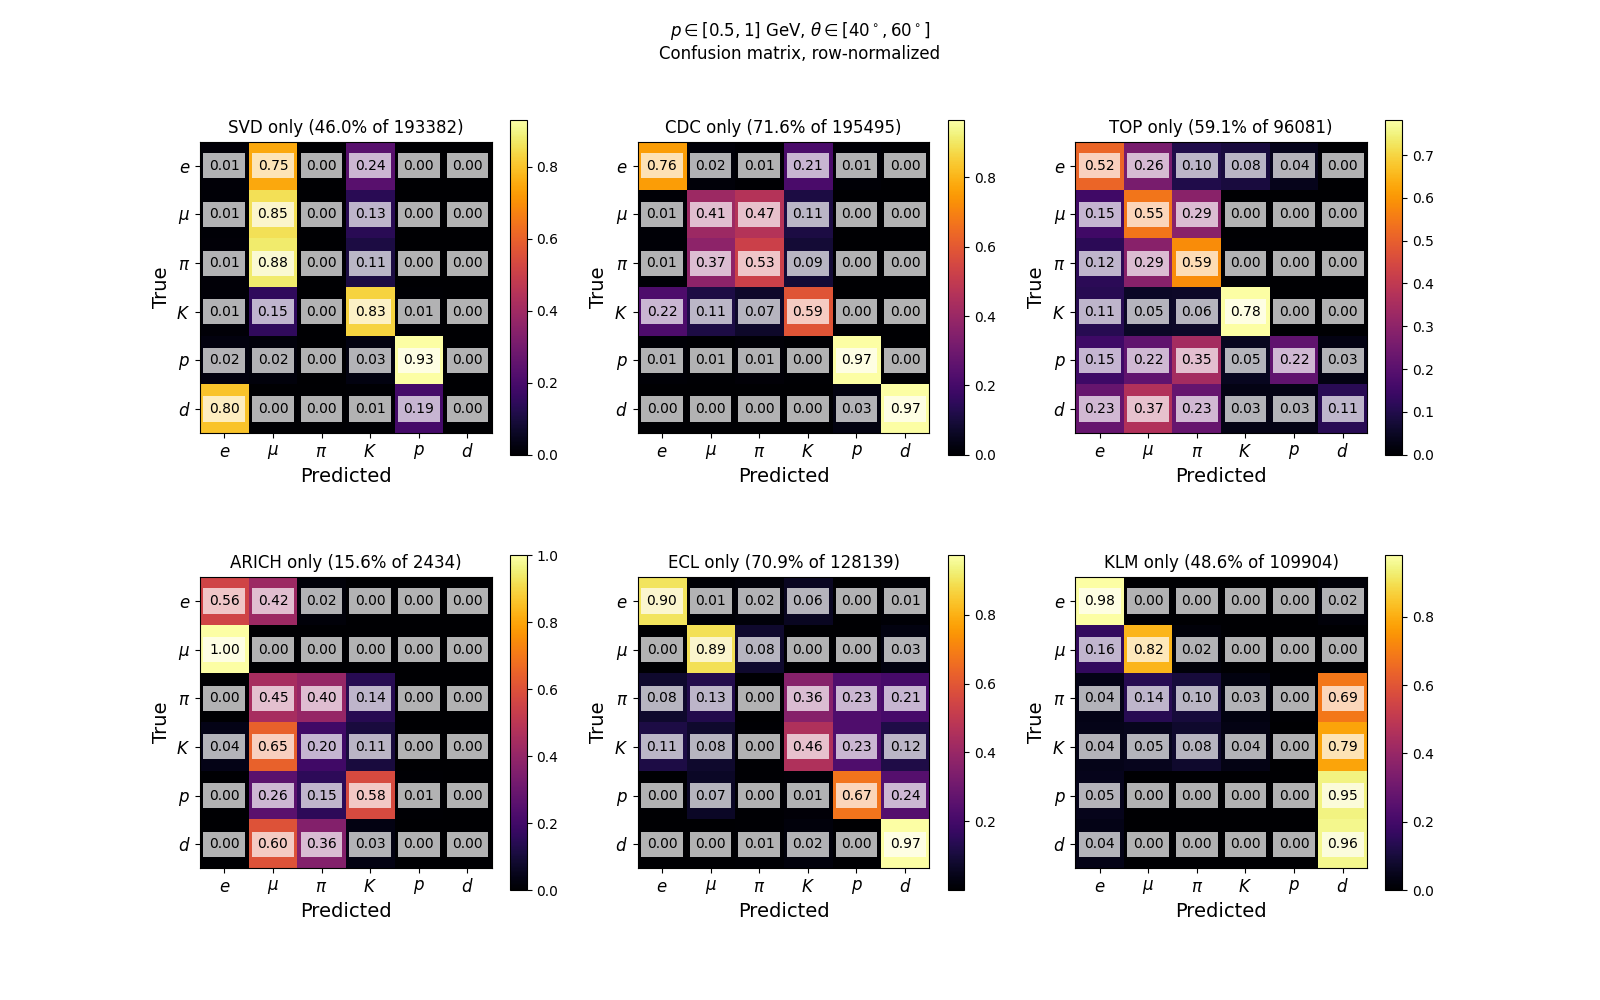 p ∈ [0.5, 1] GeV, θ ∈ [40°, 60°]
Confusion matrix, row-normalized
SVD only (46.0% of 193382)
True
e 0.01 0.75 0.00 0.24 0.00 0.00
μ 0.01 0.85 0.00 0.13 0.00 0.00
π 0.01 0.88 0.00 0.11 0.00 0.00
K 0.01 0.15 0.00 0.83 0.01 0.00
p 0.02 0.02 0.00 0.03 0.93 0.00
d 0.80 0.00 0.00 0.01 0.19 0.00
e μ π K p d
Predicted
0.8
0.6
0.4
0.2
0.0
CDC only (71.6% of 195495)
True
e 0.76 0.02 0.01 0.21 0.01 0.00
μ 0.01 0.41 0.47 0.11 0.00 0.00
π 0.01 0.37 0.53 0.09 0.00 0.00
K 0.22 0.11 0.07 0.59 0.00 0.00
p 0.01 0.01 0.01 0.00 0.97 0.00
d 0.00 0.00 0.00 0.00 0.03 0.97
e μ π K p d
Predicted
0.8
0.6
0.4
0.2
0.0
TOP only (59.1% of 96081)
True
e 0.52 0.26 0.10 0.08 0.04 0.00
μ 0.15 0.55 0.29 0.00 0.00 0.00
π 0.12 0.29 0.59 0.00 0.00 0.00
K 0.11 0.05 0.06 0.78 0.00 0.00
p 0.15 0.22 0.35 0.05 0.22 0.03
d 0.23 0.37 0.23 0.03 0.03 0.11
e μ π K p d
Predicted
0.7
0.6
0.5
0.4
0.3
0.2
0.1
0.0
ARICH only (15.6% of 2434)
True
e 0.56 0.42 0.02 0.00 0.00 0.00
μ 1.00 0.00 0.00 0.00 0.00 0.00
π 0.00 0.45 0.40 0.14 0.00 0.00
K 0.04 0.65 0.20 0.11 0.00 0.00
p 0.00 0.26 0.15 0.58 0.01 0.00
d 0.00 0.60 0.36 0.03 0.00 0.00
e μ π K p d
Predicted
1.0
0.8
0.6
0.4
0.2
0.0
ECL only (70.9% of 128139)
True
e 0.90 0.01 0.02 0.06 0.00 0.01
μ 0.00 0.89 0.08 0.00 0.00 0.03
π 0.08 0.13 0.00 0.36 0.23 0.21
K 0.11 0.08 0.00 0.46 0.23 0.12
p 0.00 0.07 0.00 0.01 0.67 0.24
d 0.00 0.00 0.01 0.02 0.00 0.97
e μ π K p d
Predicted
0.8
0.6
0.4
0.2
KLM only (48.6% of 109904)
True
e 0.98 0.00 0.00 0.00 0.00 0.02
μ 0.16 0.82 0.02 0.00 0.00 0.00
π 0.04 0.14 0.10 0.03 0.00 0.69
K 0.04 0.05 0.08 0.04 0.00 0.79
p 0.05 0.00 0.00 0.00 0.00 0.95
d 0.04 0.00 0.00 0.00 0.00 0.96
e μ π K p d
Predicted
0.8
0.6
0.4
0.2
0.0